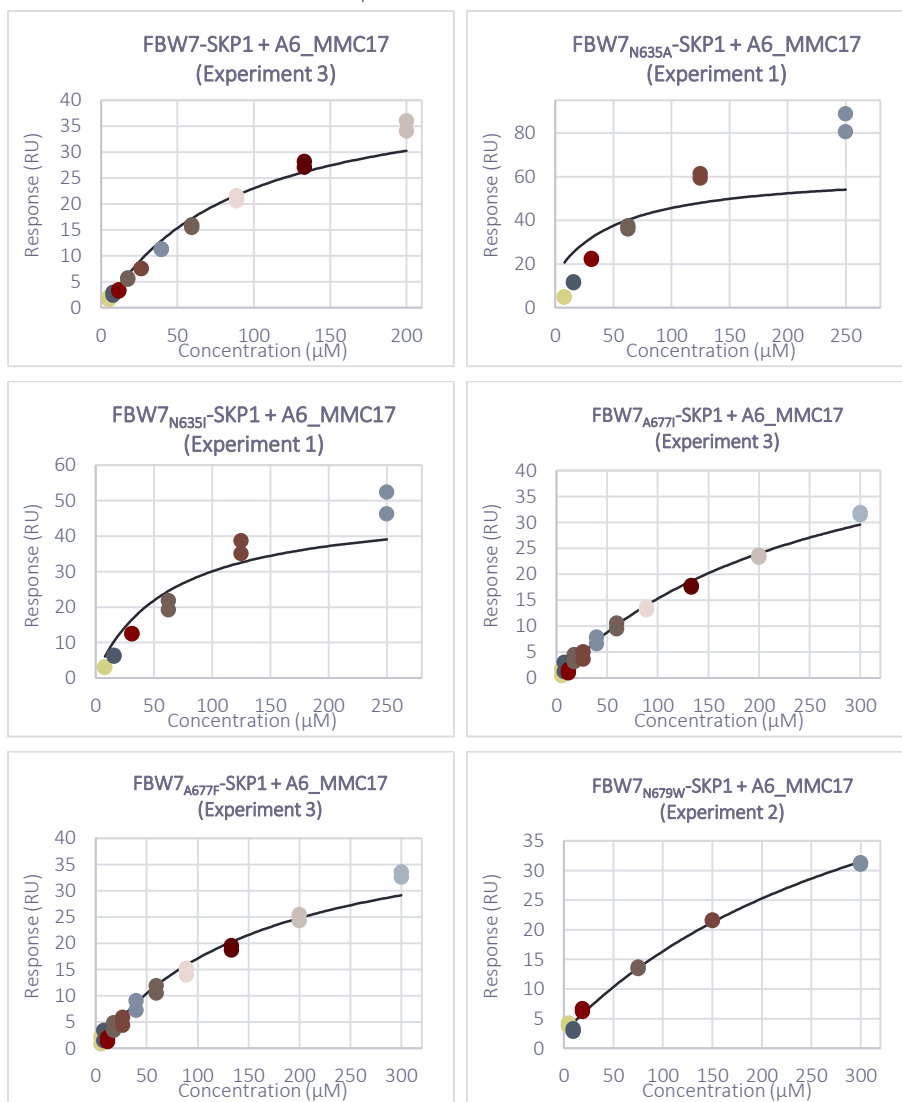 FBW7-SKP1 + A6_MMC17
(Experiment 3)
40
35
30
25
20
15
10
5
0
Response (RU)
0 50 100 150 200
Concentration (µM)
FBW7N635A-SKP1 + A6_MMC17
(Experiment 1)
80
60
40
20
0
Response (RU)
0 50 100 150 200 250
Concentration (µM)
FBW7N635I-SKP1 + A6_MMC17
(Experiment 1)
60
50
40
30
20
10
0
Response (RU)
0 50 100 150 200 250
Concentration (µM)
FBW7A677I-SKP1 + A6_MMC17
(Experiment 3)
40
35
30
25
20
15
10
5
0
Response (RU)
0 50 100 150 200 250 300
Concentration (µM)
FBW7A677F-SKP1 + A6_MMC17
(Experiment 3)
40
35
30
25
20
15
10
5
0
Response (RU)
0 50 100 150 200 250 300
Concentration (µM)
FBW7N679W-SKP1 + A6_MMC17
(Experiment 2)
35
30
25
20
15
10
5
0
Response (RU)
0 50 100 150 200 250 300
Concentration (µM)